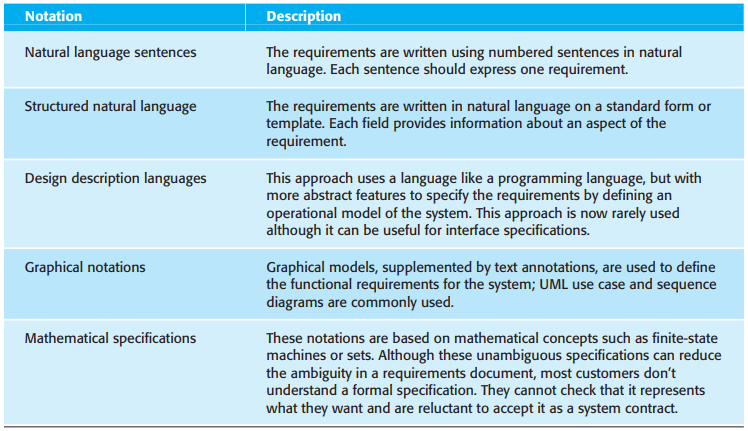 Notation Description
Natural language sentences The requirements are written using numbered sentences in natural
language. Each sentence should express one requirement.
Structured natural language The requirements are written in natural language on a standard form or
template. Each field provides information about an aspect of the
requirement.
Design description languages This approach uses a language like a programming language, but with
more abstract features to specify the requirements by defining an
operational model of the system. This approach is now rarely used
although it can be useful for interface specifications.
Graphical notations Graphical models, supplemented by text annotations, are used to define
the functional requirements for the system; UML use case and sequence
diagrams are commonly used.
Mathematical specifications These notations are based on mathematical concepts such as finite-state
machines or sets. Although these unambiguous specifications can reduce
the ambiguity in a requirements document, most customers don't
understand a formal specification. They cannot check that it represents
what they want and are reluctant to accept it as a system contract.